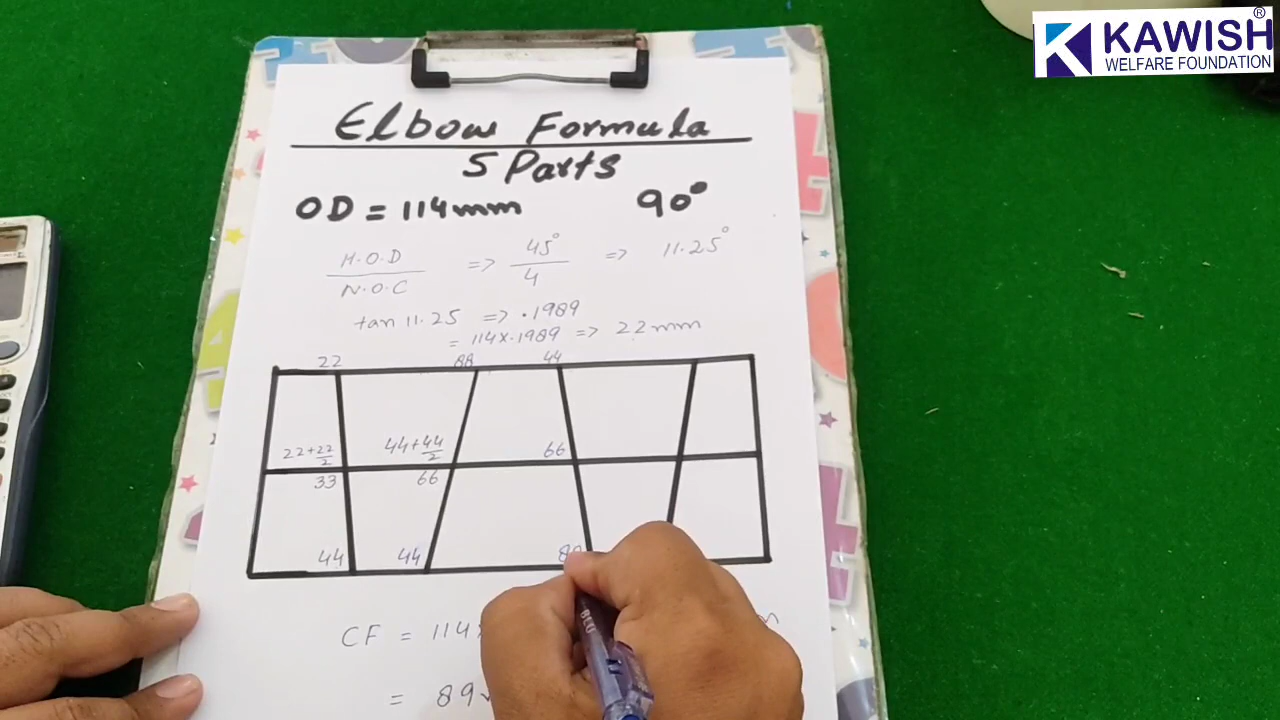 KAWISH®
WELFARE FOUNDATION
Elbow Formula
5 Parts
OD = 114mm 90°
H.O.D / N.O.C => 45° / 4 => 11.25°
tan 11.25 => .1989
= 114x.1989 => 22mm
22 88 44
22+22/2 44+44/2 66
33 66
44 44
CF = 114
= 89